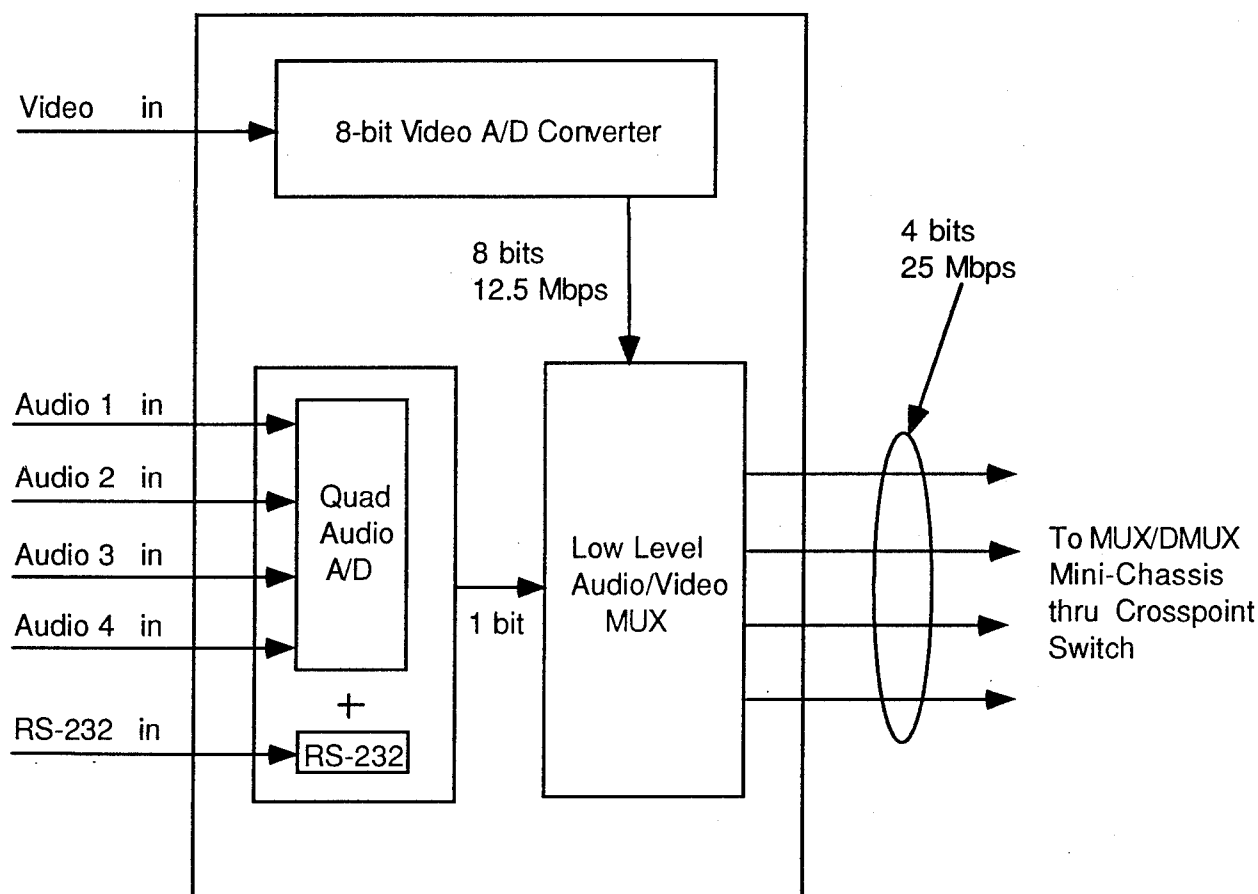 Video in
8-bit Video A/D Converter
8 bits
12.5 Mbps
4 bits
25 Mbps
Audio 1 in
Audio 2 in
Audio 3 in
Audio 4 in
Quad
Audio
A/D
+
RS-232 in
RS-232
1 bit
Low Level
Audio/Video
MUX
To MUX/DMUX
Mini-Chassis
thru Crosspoint
Switch